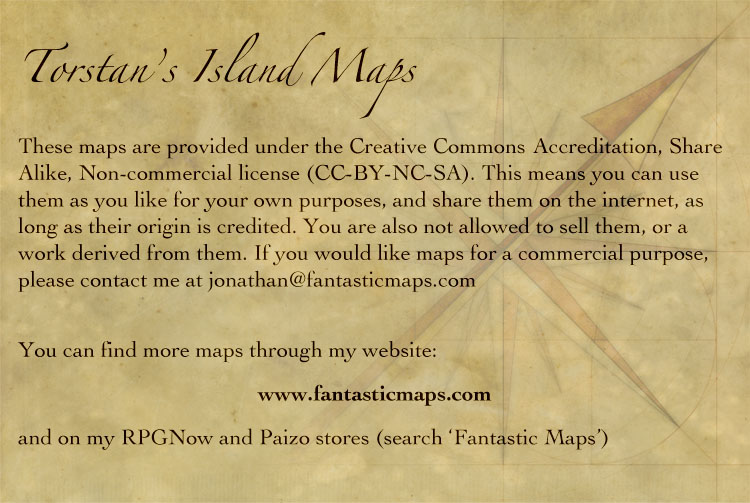 Torstan's Island Maps
These maps are provided under the Creative Commons Accreditation, Share
Alike, Non-commercial license (CC-BY-NC-SA). This means you can use
them as you like for your own purposes, and share them on the internet, as
long as their origin is credited. You are also not allowed to sell them, or a
work derived from them. If you would like maps for a commercial purpose,
please contact me at jonathan@fantasticmaps.com
You can find more maps through my website:
www.fantasticmaps.com
and on my RPGNow and Paizo stores (search ‘Fantastic Maps’)